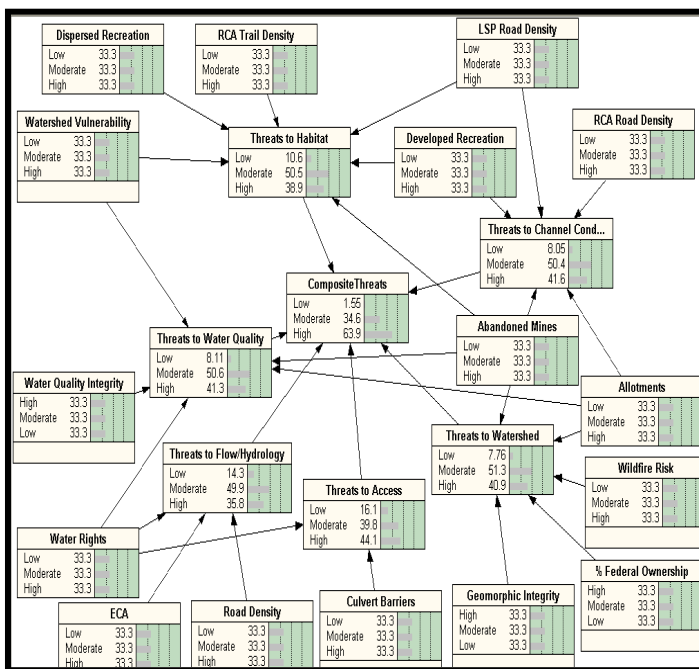 Dispersed Recreation
Low 33.3
Moderate 33.3
High 33.3
RCA Trail Density
Low 33.3
Moderate 33.3
High 33.3
LSP Road Density
Low 33.3
Moderate 33.3
High 33.3
Watershed Vulnerability
Low 33.3
Moderate 33.3
High 33.3
Threats to Habitat
Low 10.6
Moderate 50.5
High 38.9
Developed Recreation
Low 33.3
Moderate 33.3
High 33.3
RCA Road Density
Low 33.3
Moderate 33.3
High 33.3
Threats to Channel Cond...
Low 8.05
Moderate 50.4
High 41.6
CompositeThreats
Low 1.55
Moderate 34.6
High 63.9
Threats to Water Quality
Low 8.11
Moderate 50.6
High 41.3
Abandoned Mines
Low 33.3
Moderate 33.3
High 33.3
Water Quality Integrity
High 33.3
Moderate 33.3
Low 33.3
Allotments
Low 33.3
Moderate 33.3
High 33.3
Threats to Flow/Hydrology
Low 14.3
Moderate 49.9
High 35.8
Threats to Watershed
Low 7.76
Moderate 51.3
High 40.9
Threats to Access
Low 16.1
Moderate 39.8
High 44.1
Wildfire Risk
Low 33.3
Moderate 33.3
High 33.3
Water Rights
Low 33.3
Moderate 33.3
High 33.3
% Federal Ownership
High 33.3
Moderate 33.3
Low 33.3
ECA
Low 33.3
Moderate 33.3
High 33.3
Road Density
Low 33.3
Moderate 33.3
High 33.3
Culvert Barriers
Low 33.3
Moderate 33.3
High 33.3
Geomorphic Integrity
High 33.3
Moderate 33.3
Low 33.3